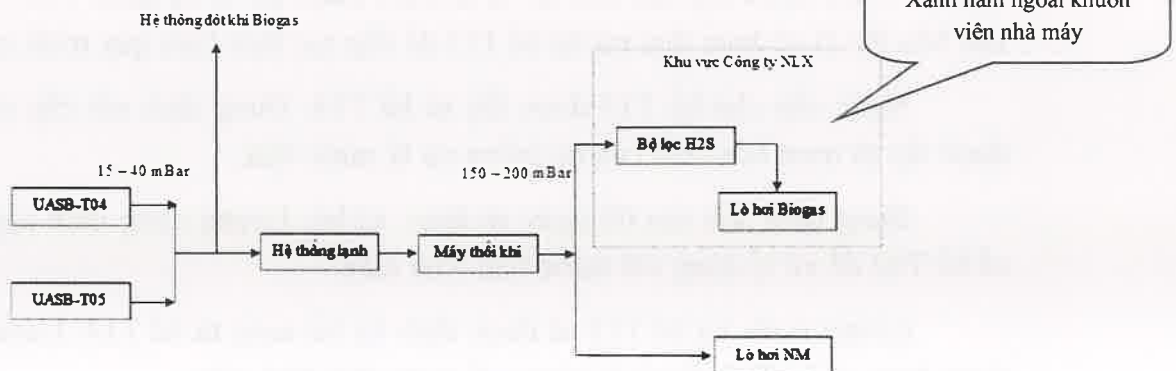 Hệ thống đốt khí Biogas
Xanh nằm ngoài khuôn
viên nhà máy
Khu vực Công ty NLX
Bộ lọc H2S
15 – 40 mBar
150 – 200 mBar
UASB-T04
Lò hơi Biogas
Hệ thống lạnh
Máy thổi khí
UASB-T05
Lò hơi NM